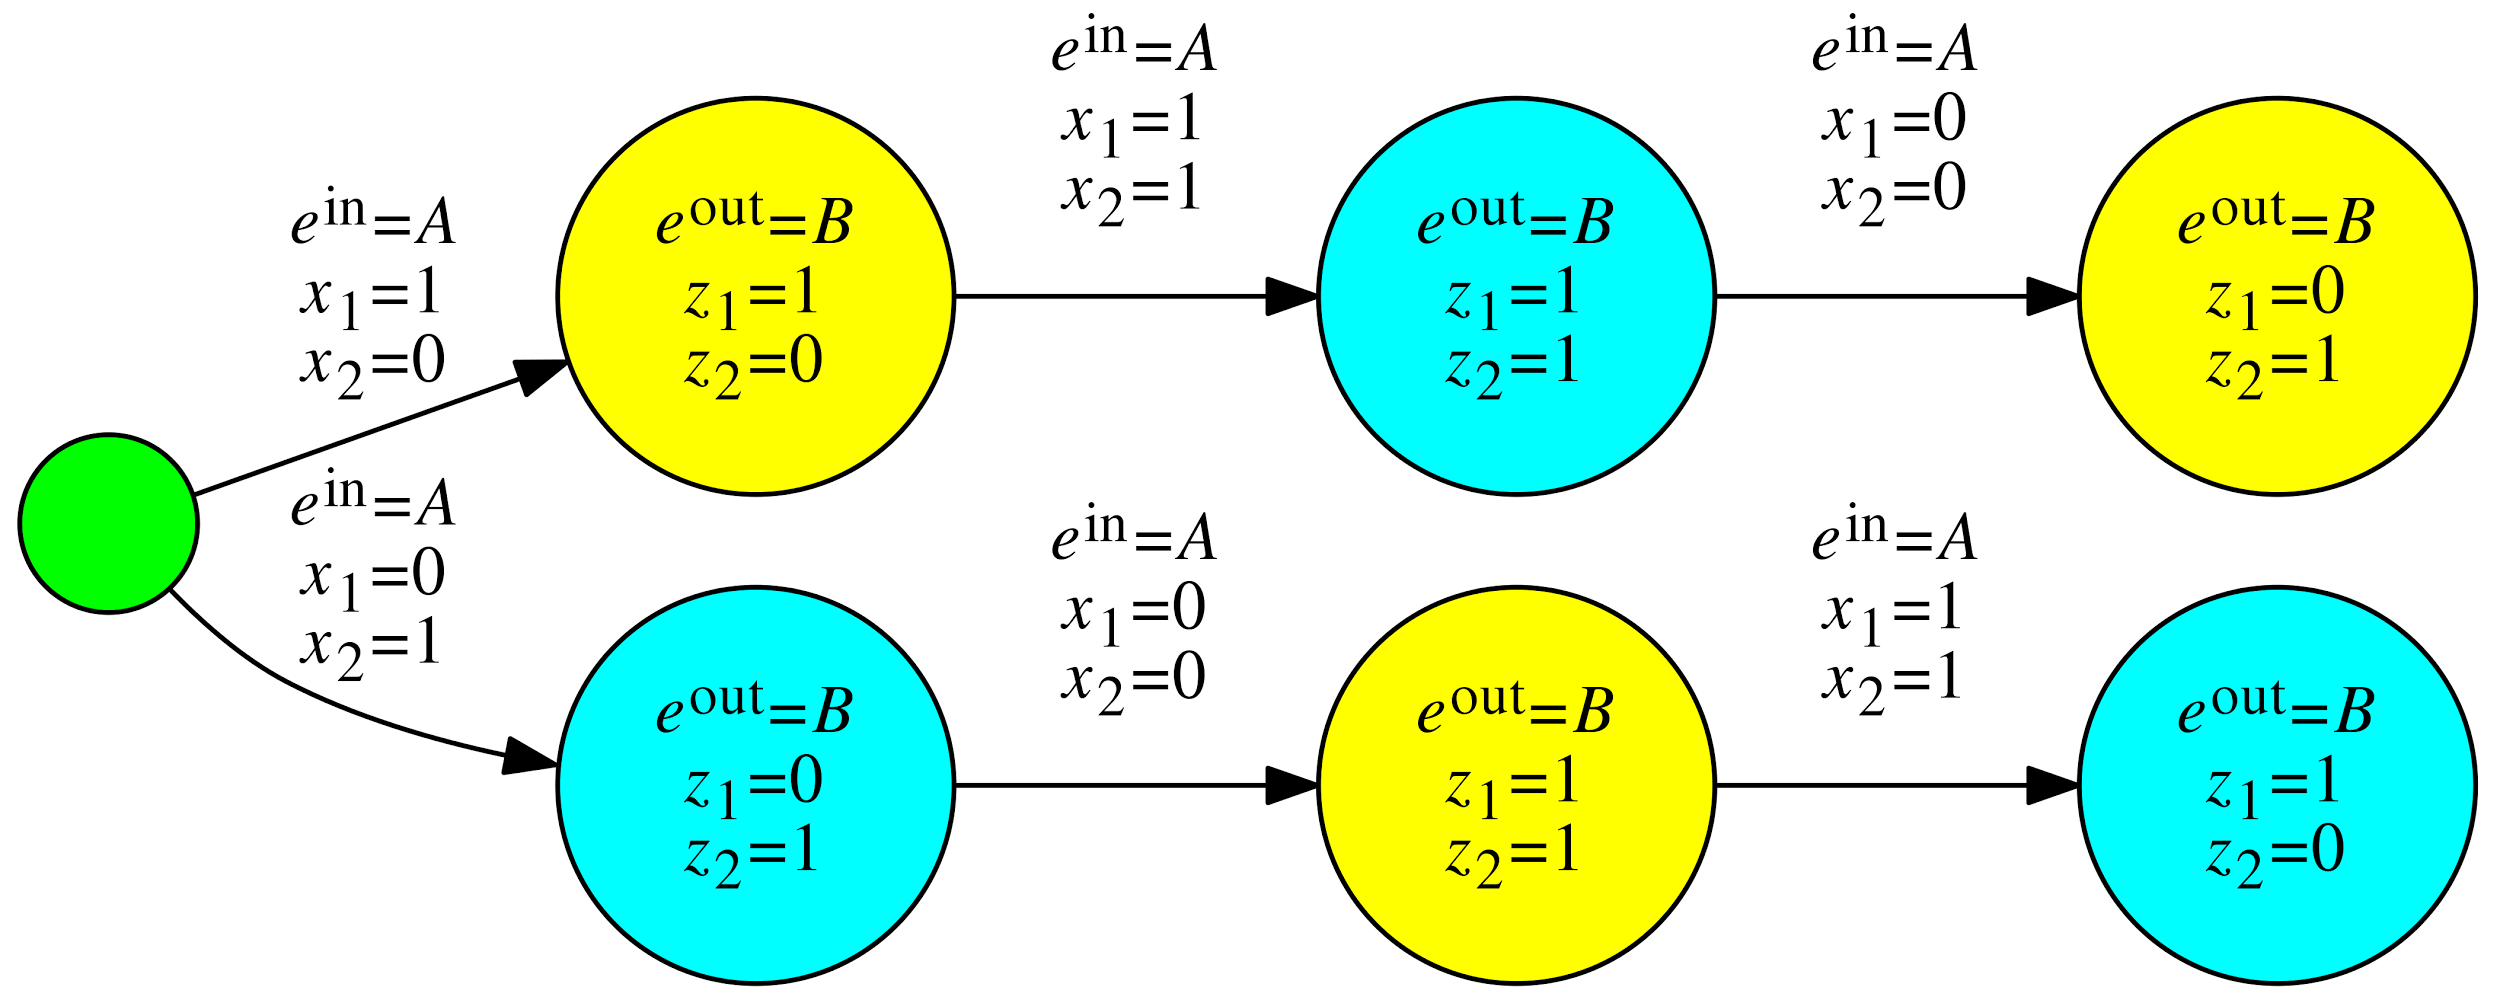 e^in=A
x_1=1
x_2=0
e^out=B
z_1=1
z_2=0
e^in=A
x_1=1
x_2=1
e^out=B
z_1=1
z_2=1
e^in=A
x_1=0
x_2=0
e^out=B
z_1=0
z_2=1
e^in=A
x_1=0
x_2=1
e^out=B
z_1=0
z_2=1
e^in=A
x_1=0
x_2=0
e^out=B
z_1=1
z_2=1
e^in=A
x_1=1
x_2=1
e^out=B
z_1=1
z_2=0